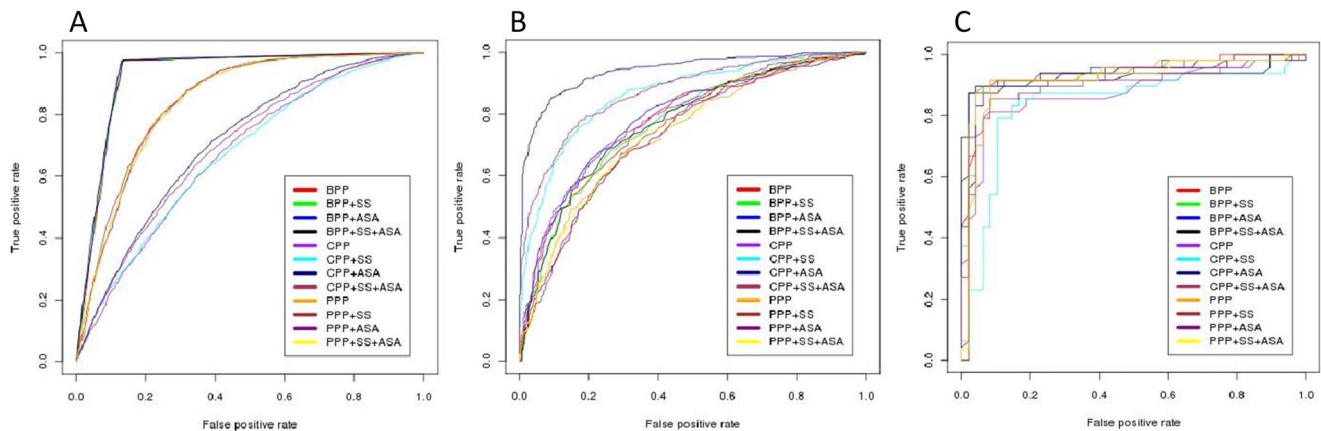 A
True positive rate
0.0 0.2 0.4 0.6 0.8 1.0
BPP
BPP+SS
BPP+ASA
BPP+SS+ASA
CPP
CPP+SS
CPP+ASA
CPP+SS+ASA
PPP
PPP+SS
PPP+ASA
PPP+SS+ASA
0.0 0.2 0.4 0.6 0.8 1.0
False positive rate
B
True positive rate
0.0 0.2 0.4 0.6 0.8 1.0
BPP
BPP+SS
BPP+ASA
BPP+SS+ASA
CPP
CPP+SS
CPP+ASA
CPP+SS+ASA
PPP
PPP+SS
PPP+ASA
PPP+SS+ASA
0.0 0.2 0.4 0.6 0.8 1.0
False positive rate
C
True positive rate
0.0 0.2 0.4 0.6 0.8 1.0
BPP
BPP+SS
BPP+ASA
BPP+SS+ASA
CPP
CPP+SS
CPP+ASA
CPP+SS+ASA
PPP
PPP+SS
PPP+ASA
PPP+SS+ASA
0.0 0.2 0.4 0.6 0.8 1.0
False positive rate